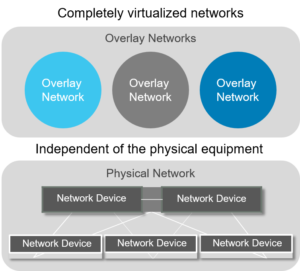 Completely virtualized networks
Overlay Networks
Overlay Network
Overlay Network
Overlay Network
Independent of the physical equipment
Physical Network
Network Device
Network Device
Network Device
Network Device
Network Device